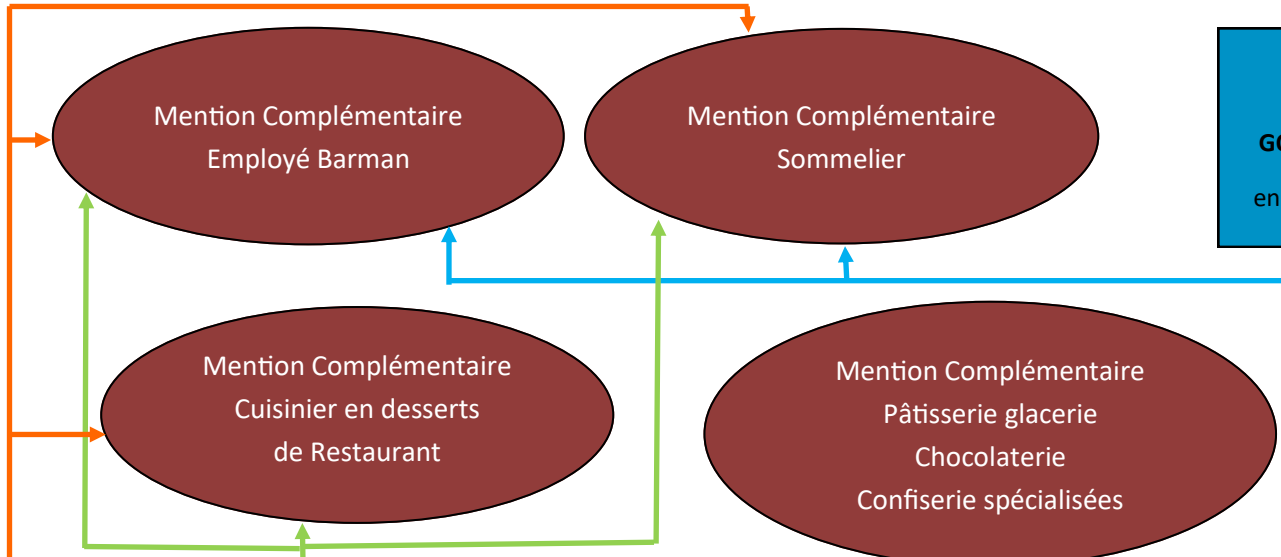 Mention Complémentaire
Employé Barman
Mention Complémentaire
Sommelier
en
Mention Complémentaire
Cuisinier en desserts
de Restaurant
Mention Complémentaire
Pâtisserie glacerie
Chocolaterie
Confiserie spécialisées